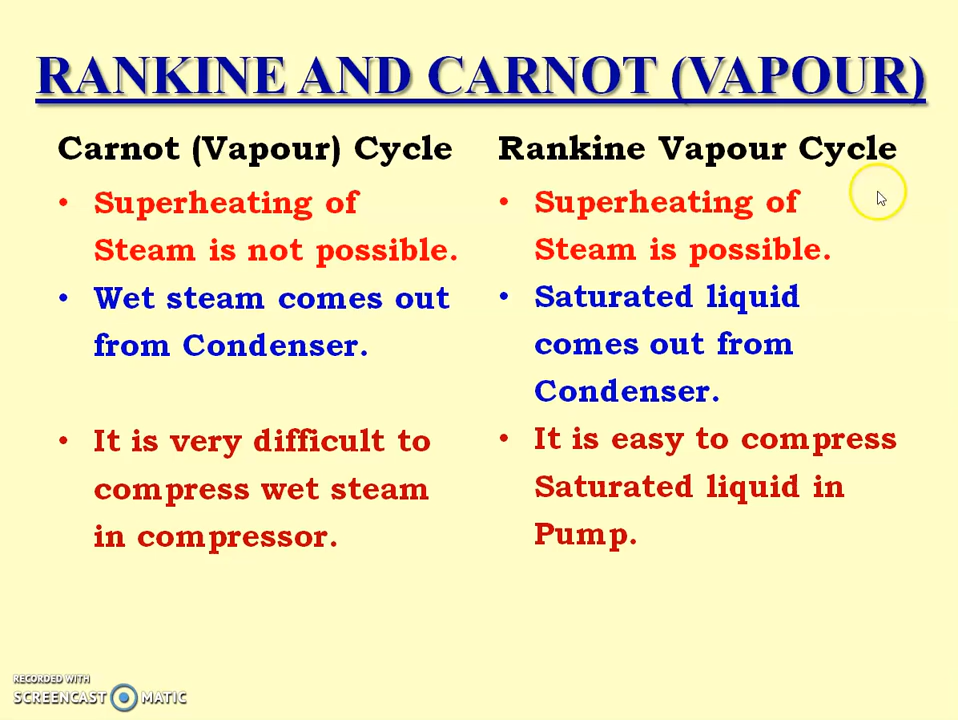 RANKINE AND CARNOT (VAPOUR)
Carnot (Vapour) Cycle
• Superheating of
Steam is not possible.
• Wet steam comes out
from Condenser.
• It is very difficult to
compress wet steam
in compressor.
Rankine Vapour Cycle
• Superheating of
Steam is possible.
• Saturated liquid
comes out from
Condenser.
• It is easy to compress
Saturated liquid in
Pump.
RECORDED WITH
SCREENCAST MATIC